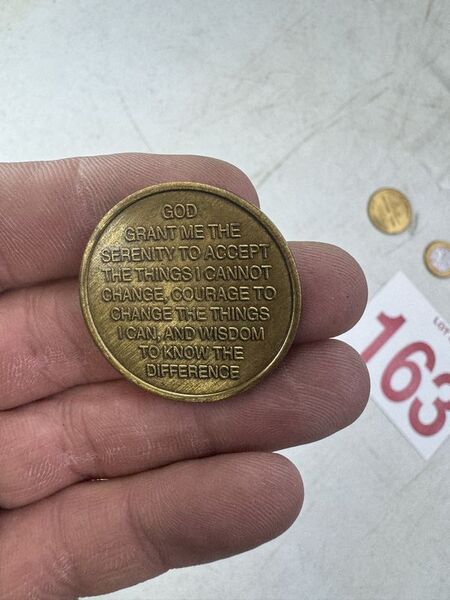 GOD
GRANT ME THE
SERENITY TO ACCEPT
THE THINGS I CANNOT
CHANGE, COURAGE TO
CHANGE THE THINGS
I CAN, AND WISDOM
TO KNOW THE
DIFFERENCE
LOT
163